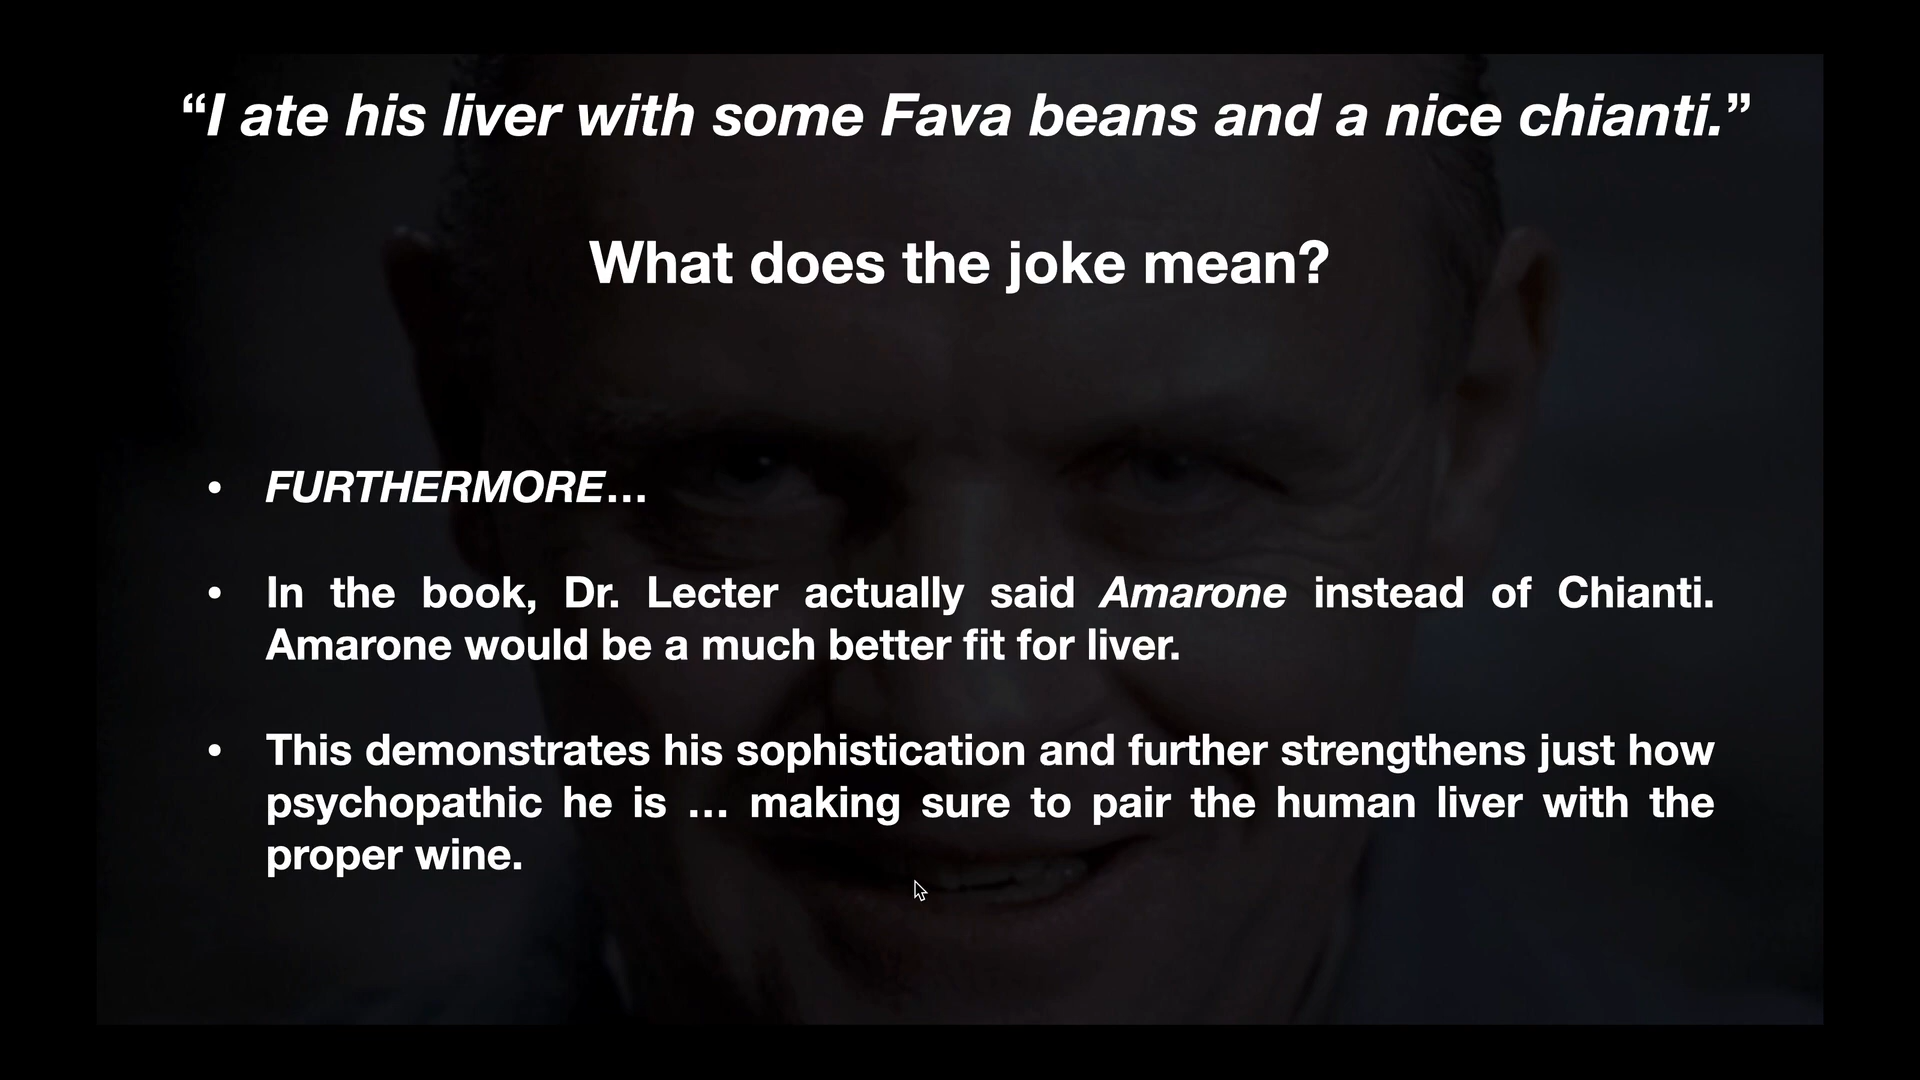 “I ate his liver with some Fava beans and a nice chianti.”
What does the joke mean?
• FURTHERMORE…
• In the book, Dr. Lecter actually said Amarone instead of Chianti.
Amarone would be a much better fit for liver.
• This demonstrates his sophistication and further strengthens just how
psychopathic he is … making sure to pair the human liver with the
proper wine.